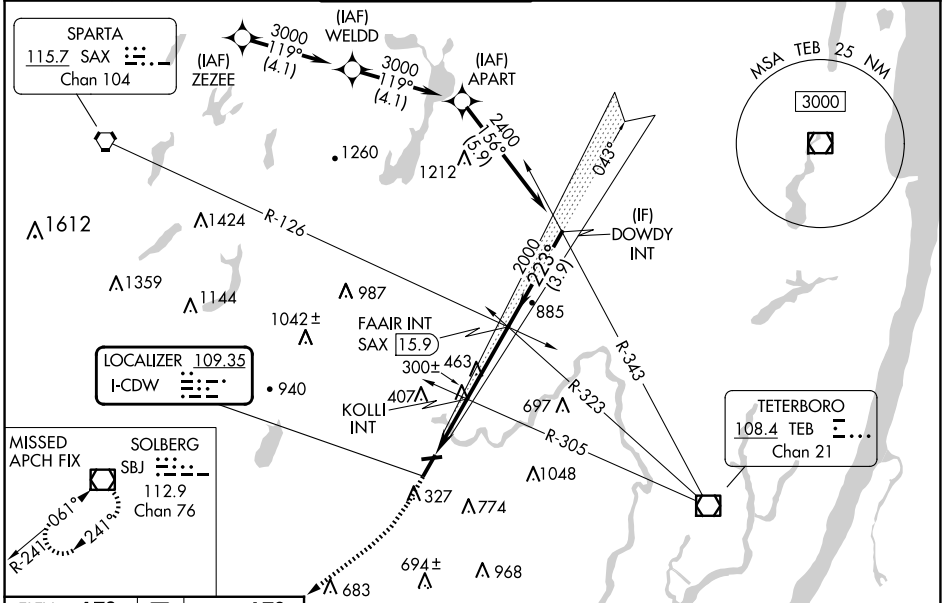 SPARTA
115.7 SAX
Chan 104
(IAF)
ZEZEE
3000
119°
(4.1)
(IAF)
WELDD
3000
119°
(4.1)
(IAF)
APART
2400
156°
(5.9)
MSA TEB 25 NM
3000
1260
1212
043°
(IF)
DOWDY
INT
1612
1424
R-126
2000
223°
(3.9)
1359
1144
987
885
1042±
FAAIR INT
SAX 15.9
R-343
LOCALIZER 109.35
I-CDW
940
300±
463
407
KOLLI
INT
697
R-323
R-305
TETERBORO
108.4 TEB
Chan 21
MISSED
APCH FIX
SOLBERG
SBJ
112.9
Chan 76
061°
241°
R-241
327
774
1048
683
694±
968